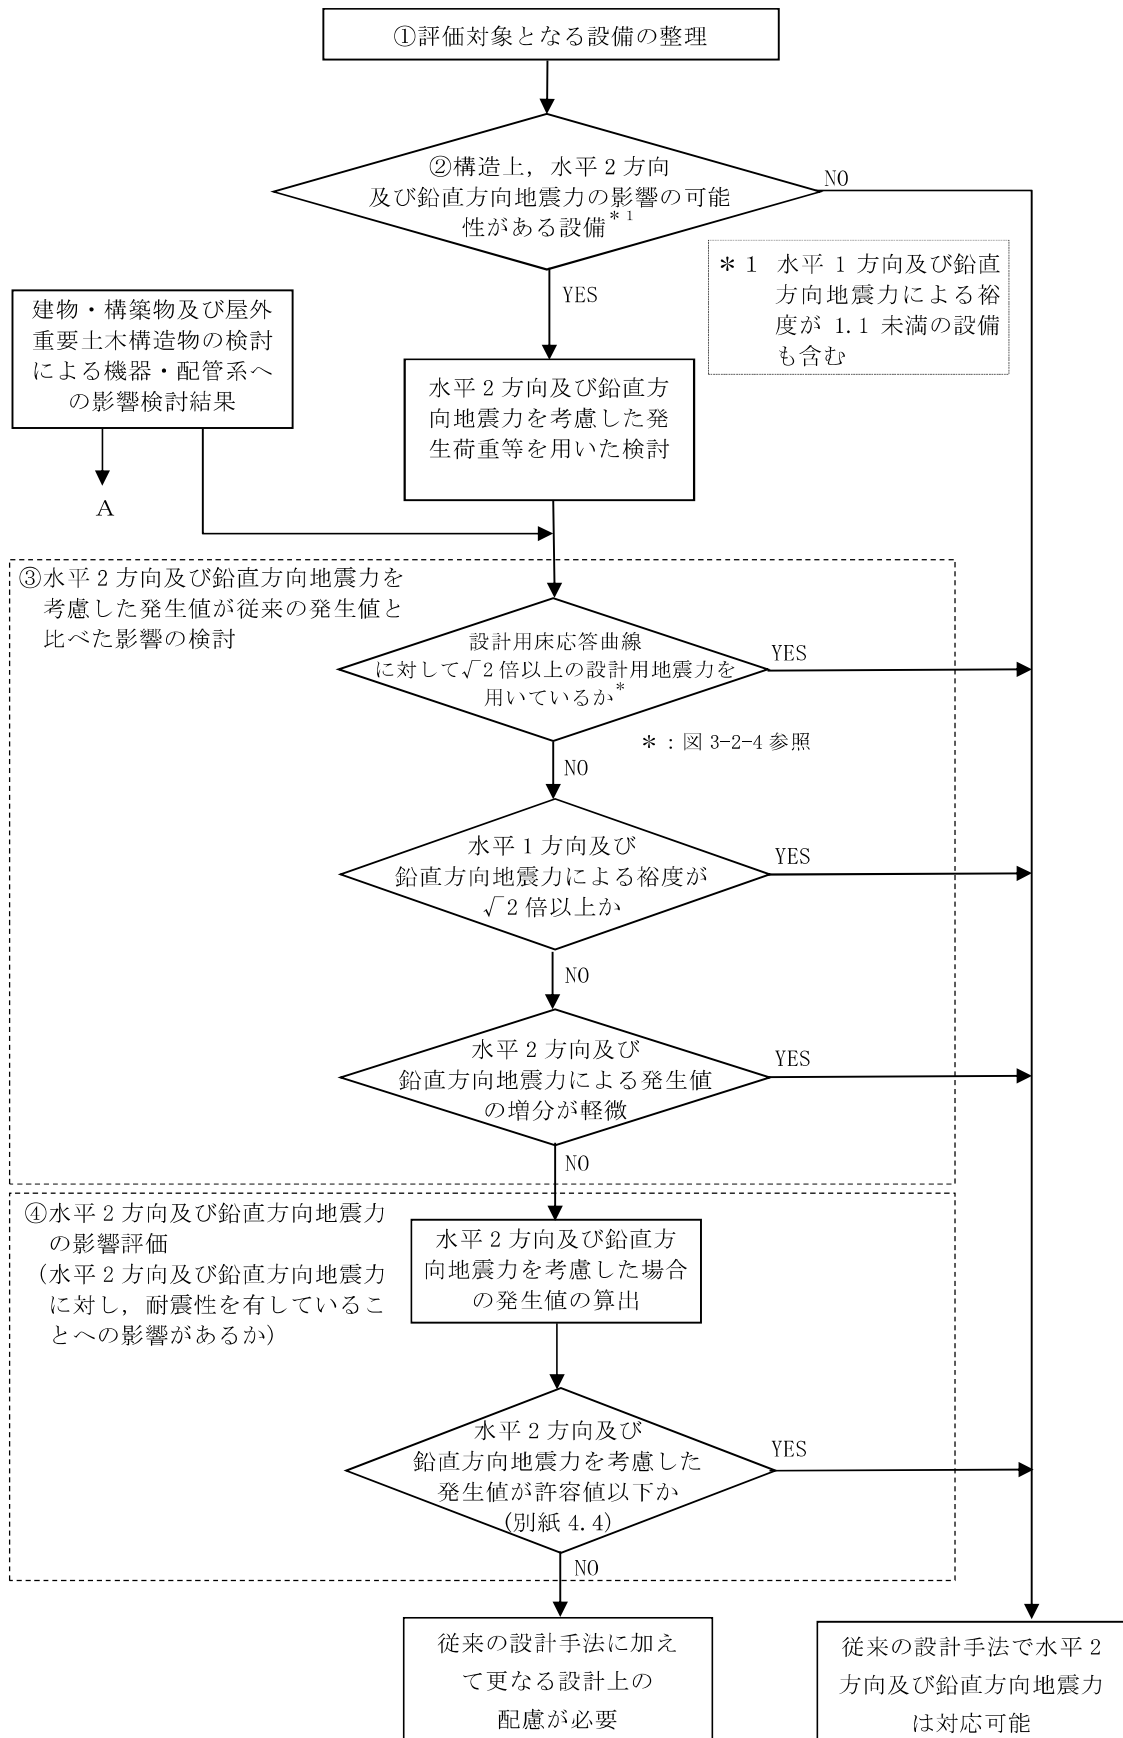 ①評価対象となる設備の整理
②構造上，水平2方向
及び鉛直方向地震力の影響の可能
性がある設備*1
NO
YES
＊1 水平1方向及び鉛直
方向地震力による裕
度が 1.1 未満の設備
も含む
建物・構築物及び屋外
重要土木構造物の検討
による機器・配管系へ
の影響検討結果
A
水平2方向及び鉛直方
向地震力を考慮した発
生荷重等を用いた検討
③水平2方向及び鉛直方向地震力を
考慮した発生値が従来の発生値と
比べた影響の検討
設計用床応答曲線
に対して√2倍以上の設計用地震力を
用いているか*
YES
＊：図 3-2-4 参照
NO
水平1方向及び
鉛直方向地震力による裕度が
√2倍以上か
YES
NO
水平2方向及び
鉛直方向地震力による発生値
の増分が軽微
YES
NO
④水平2方向及び鉛直方向地震力
の影響評価
（水平2方向及び鉛直方向地震力
に対し，耐震性を有しているこ
とへの影響があるか）
水平2方向及び鉛直方
向地震力を考慮した場合
の発生値の算出
水平2方向及び
鉛直方向地震力を考慮した
発生値が許容値以下か
(別紙 4.4)
YES
NO
従来の設計手法に加え
て更なる設計上の
配慮が必要
従来の設計手法で水平2
方向及び鉛直方向地震力
は対応可能